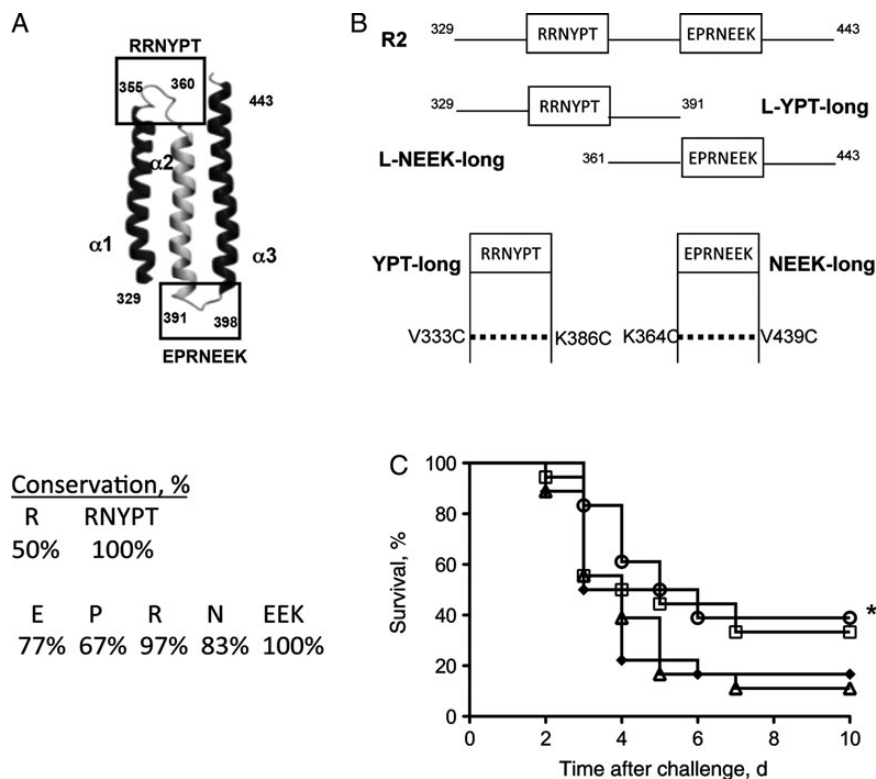 A
RRNYPT
355 360
443
α2
α1
α3
329
391 398
EPRNEEK
B
R2 329 RRNYPT EPRNEEK 443
329 RRNYPT 391 L-YPT-long
L-NEEK-long 361 EPRNEEK 443
YPT-long RRNYPT EPRNEEK NEEK-long
V333C K386C K364C V439C
Conservation, %
R RNYPT
50% 100%
E P R N EEK
77% 67% 97% 83% 100%
C
Survival, %
100
80
60
40
20
0
*
0 2 4 6 8 10
Time after challenge, d